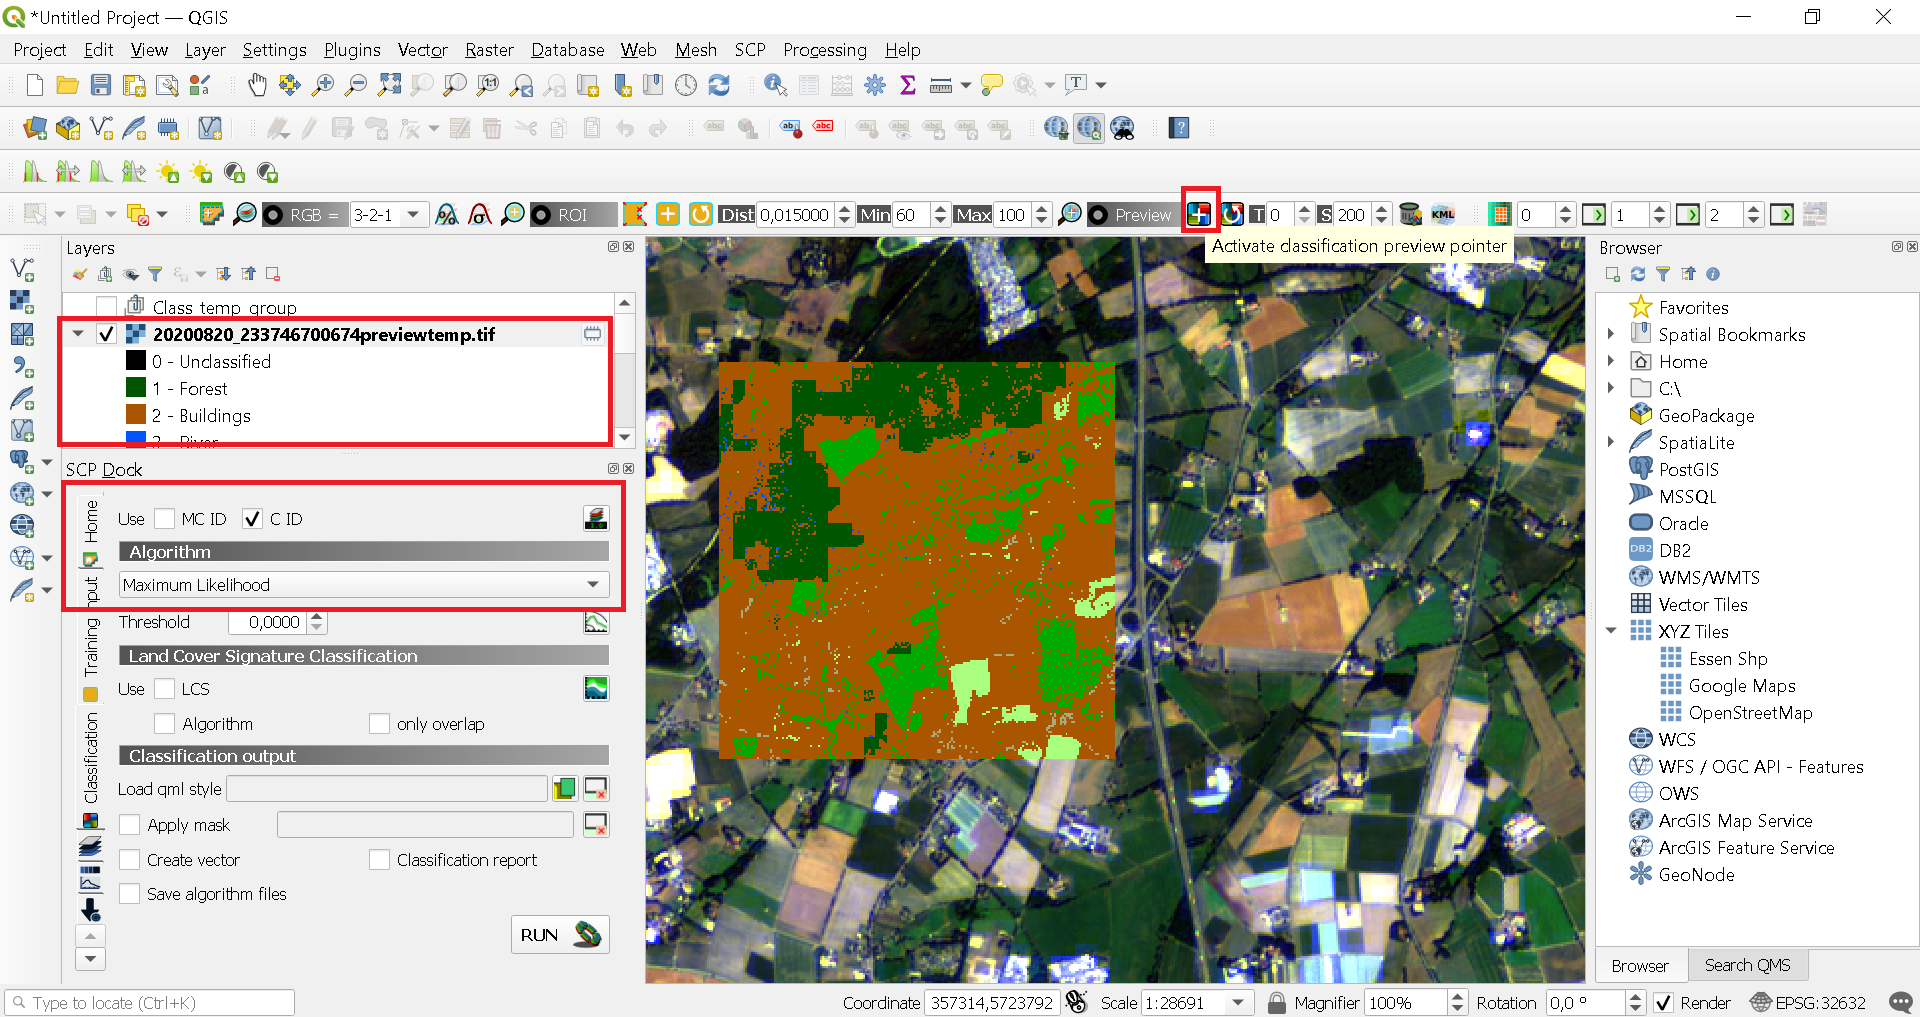 *Untitled Project — QGIS
Project Edit View Layer Settings Plugins Vector Raster Database Web Mesh SCP Processing Help
RGB = 3-2-1 ROI Dist 0,015000 Min 60 Max 100 Preview T 0 S 200 KML 0 1 2
Activate classification preview pointer
Layers
Class temp group
20200820_233746700674previewtemp.tif
0 - Unclassified
1 - Forest
2 - Buildings
3 - River
SCP Dock
Home
Use MC ID C ID
Algorithm
Maximum Likelihood
Threshold 0,0000
Training input
Land Cover Signature Classification
Use LCS
Algorithm only overlap
Classification
Classification output
Load qml style
Apply mask
Create vector Classification report
Save algorithm files
RUN
Browser
Favorites
Spatial Bookmarks
Home
C:\
GeoPackage
SpatiaLite
PostGIS
MSSQL
Oracle
DB2 DB2
WMS/WMTS
Vector Tiles
XYZ Tiles
Essen Shp
Google Maps
OpenStreetMap
WCS
WFS / OGC API - Features
OWS
ArcGIS Map Service
ArcGIS Feature Service
GeoNode
Browser Search QMS
Type to locate (Ctrl+K) Coordinate 357314,5723792 Scale 1:28691 Magnifier 100% Rotation 0,0 ° Render EPSG:32632